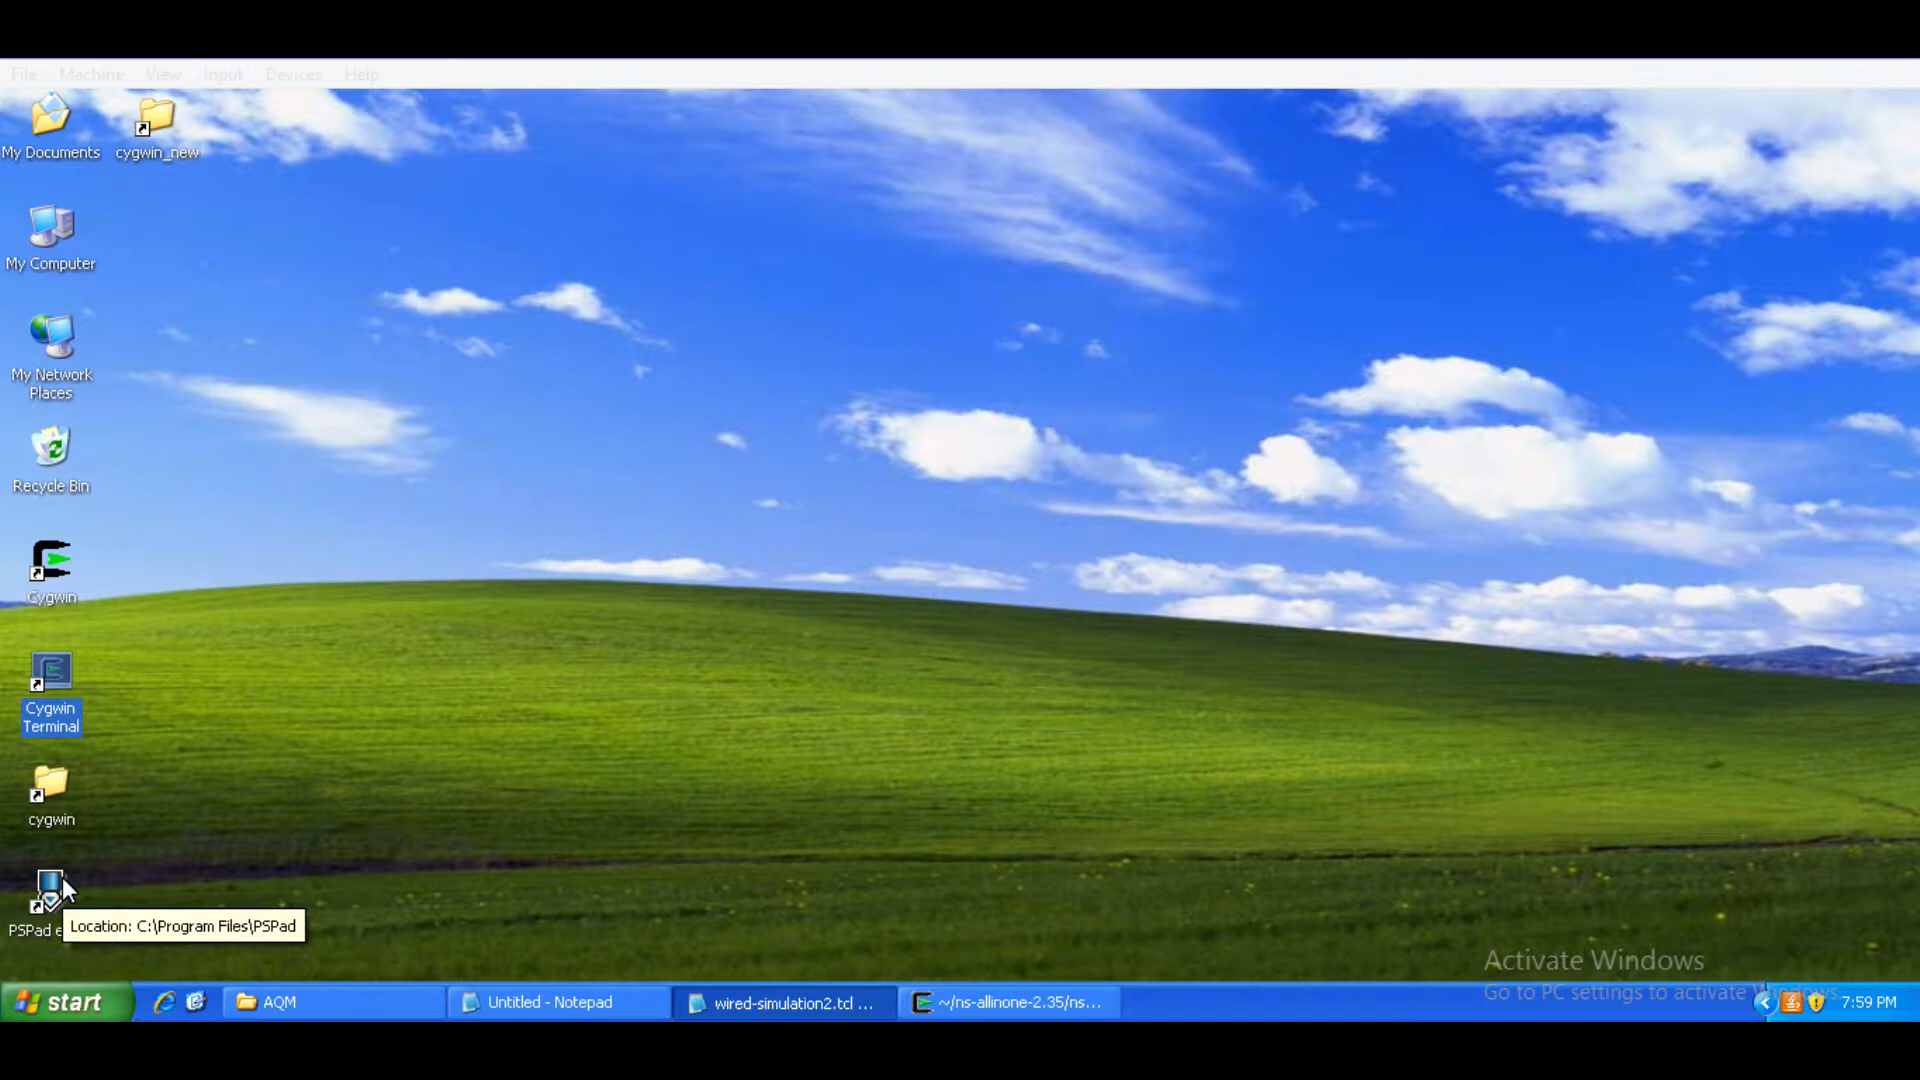 File Machine View Input Devices Help
My Documents
cygwin_new
My Computer
My Network
Places
Recycle Bin
Cygwin
Cygwin
Terminal
cygwin
PSPad e
Location: C:\Program Files\PSPad
Activate Windows
Go to PC settings to activate Windows.
start
AQM
Untitled - Notepad
wired-simulation2.tcl ...
~/ns-allinone-2.35/ns...
7:59 PM